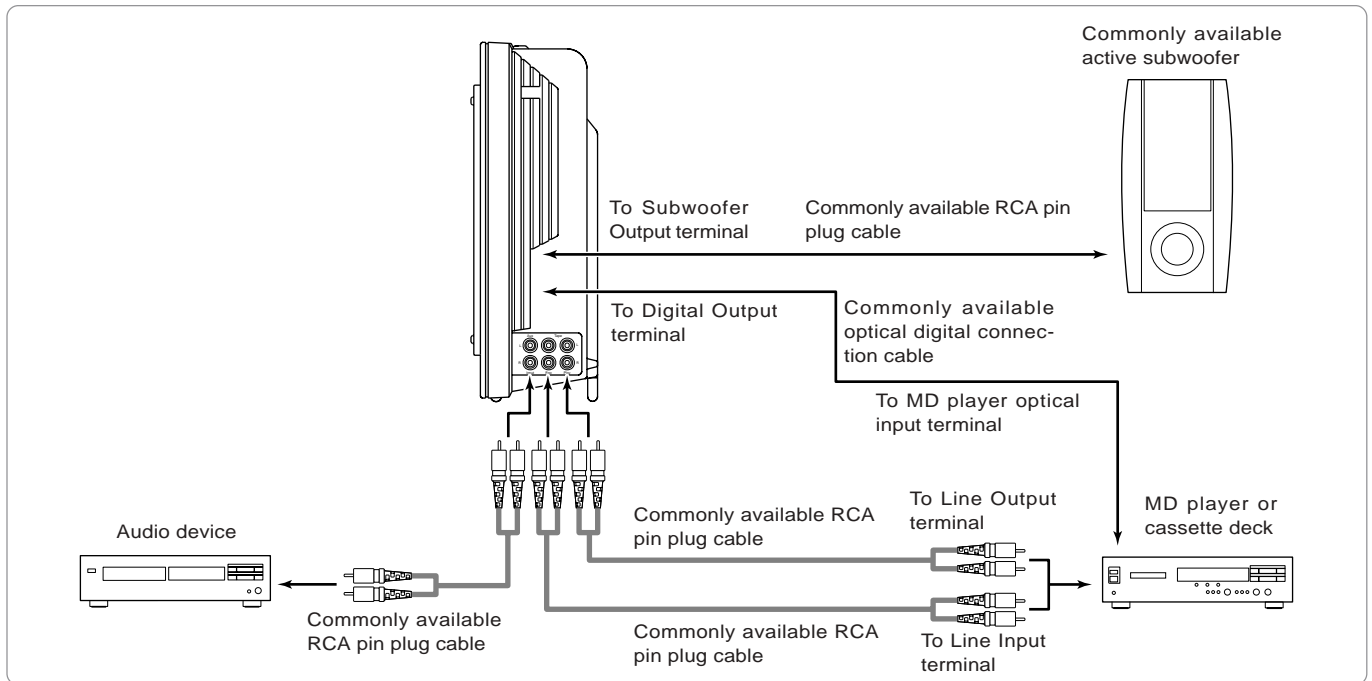 Commonly available
active subwoofer
To Subwoofer
Output terminal
Commonly available RCA pin
plug cable
To Digital Output
terminal
Commonly available
optical digital connec-
tion cable
To MD player optical
input terminal
Audio device
Commonly available
RCA pin plug cable
Commonly available RCA
pin plug cable
Commonly available RCA
pin plug cable
To Line Output
terminal
To Line Input
terminal
MD player or
cassette deck